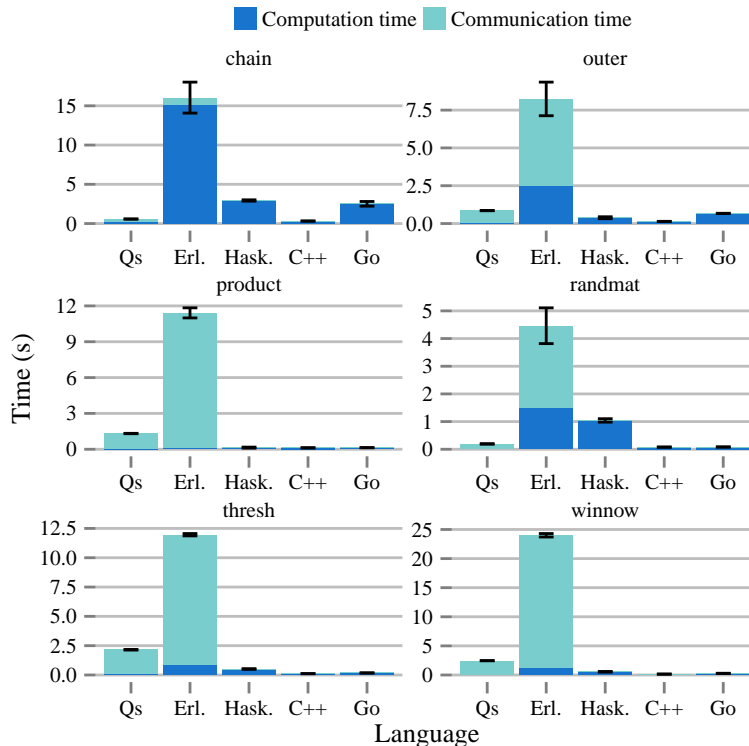 Computation time Communication time
chain
outer
15
10
5
0
7.5
5.0
2.5
0.0
Qs Erl. Hask. C++ Go
Qs Erl. Hask. C++ Go
product
randmat
12
9
6
3
0
5
4
3
2
1
0
Qs Erl. Hask. C++ Go
Qs Erl. Hask. C++ Go
thresh
winnow
12.5
10.0
7.5
5.0
2.5
0.0
25
20
15
10
5
0
Qs Erl. Hask. C++ Go
Qs Erl. Hask. C++ Go
Time (s)
Language